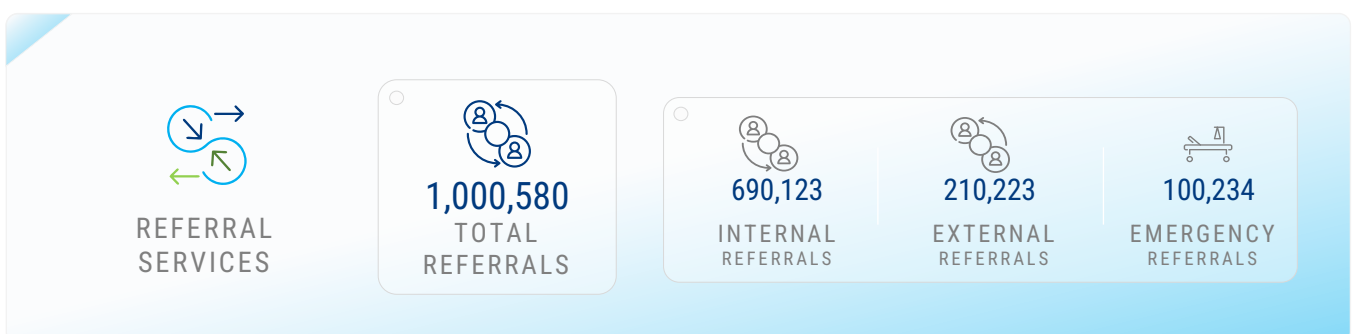 REFERRAL
SERVICES
1,000,580
TOTAL
REFERRALS
690,123
INTERNAL
REFERRALS
210,223
EXTERNAL
REFERRALS
100,234
EMERGENCY
REFERRALS